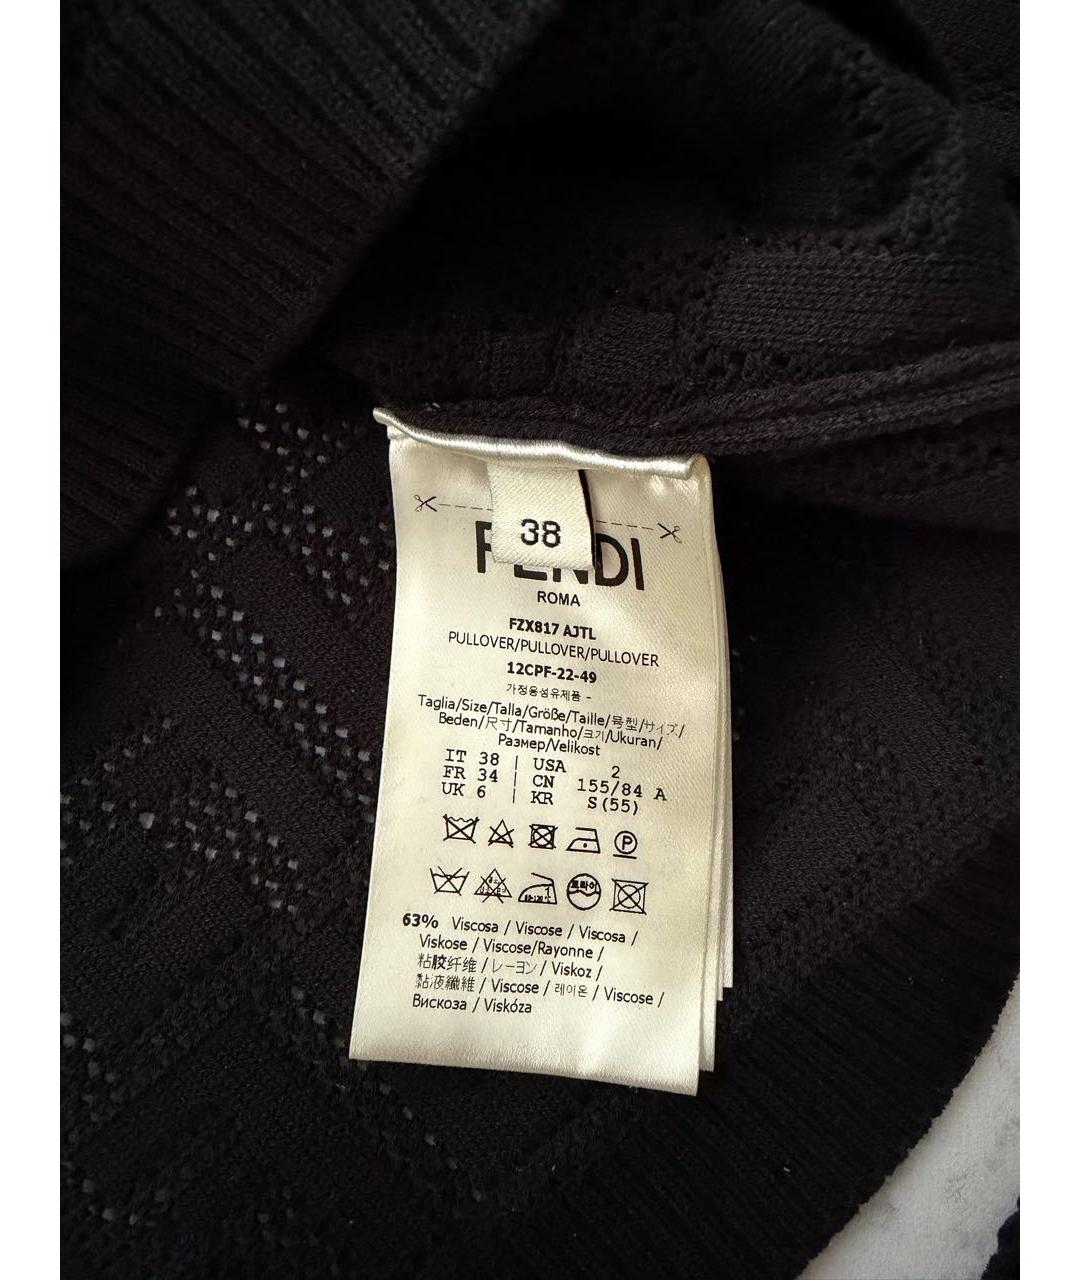 38
FENDI
ROMA
FZX817 AJTL
PULLOVER/PULLOVER/PULLOVER
12CPF-22-49
가정용섬유제품 -
Taglia/Size/Talla/Größe/Taille/号型/サイズ/
Beden/尺寸/Tamanho/크기/Ukuran/
Размер/Velikost
IT 38 | USA 2
FR 34 | CN 155/84 A
UK 6 | KR S(55)
P
드라이
63% Viscosa / Viscose / Viscosa /
Viskose / Viscose/Rayonne /
粘胶纤维 / レーヨン / Viskoz /
黏液纖維 / Viscose / 레이온 / Viscose /
Вискоза / Viskóza